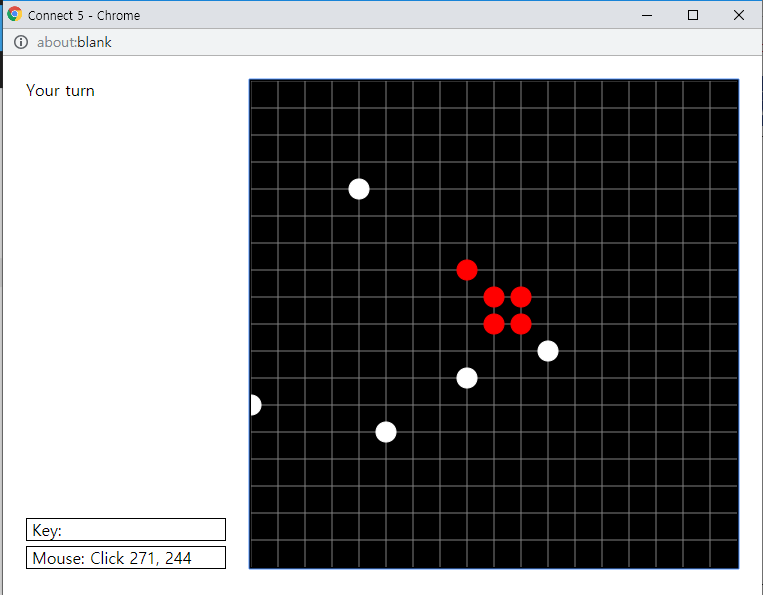 Connect 5 - Chrome
about:blank
Your turn
Key:
Mouse: Click 271, 244